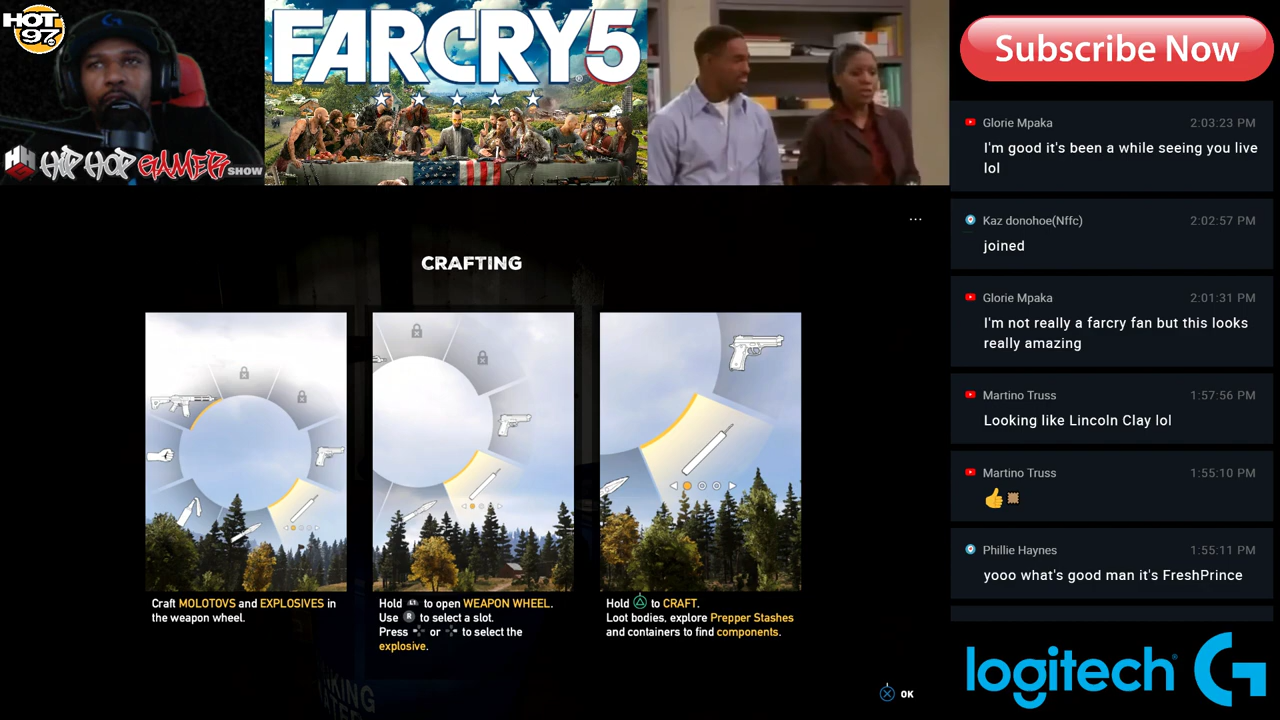 HOT
97
HIP HOP GAMER SHOW
FARCRY5
Subscribe Now
Glorie Mpaka 2:03:23 PM
I'm good it's been a while seeing you live
lol
Kaz donohoe(Nffc) 2:02:57 PM
joined
Glorie Mpaka 2:01:31 PM
I'm not really a farcry fan but this looks
really amazing
Martino Truss 1:57:56 PM
Looking like Lincoln Clay lol
Martino Truss 1:55:10 PM
Phillie Haynes 1:55:11 PM
yooo what's good man it's FreshPrince
...
CRAFTING
Craft MOLOTOVS and EXPLOSIVES in
the weapon wheel.
Hold L1 to open WEAPON WHEEL.
Use R to select a slot.
Press or to select the
explosive.
Hold to CRAFT.
Loot bodies, explore Prepper Stashes
and containers to find components.
OK
logitech G